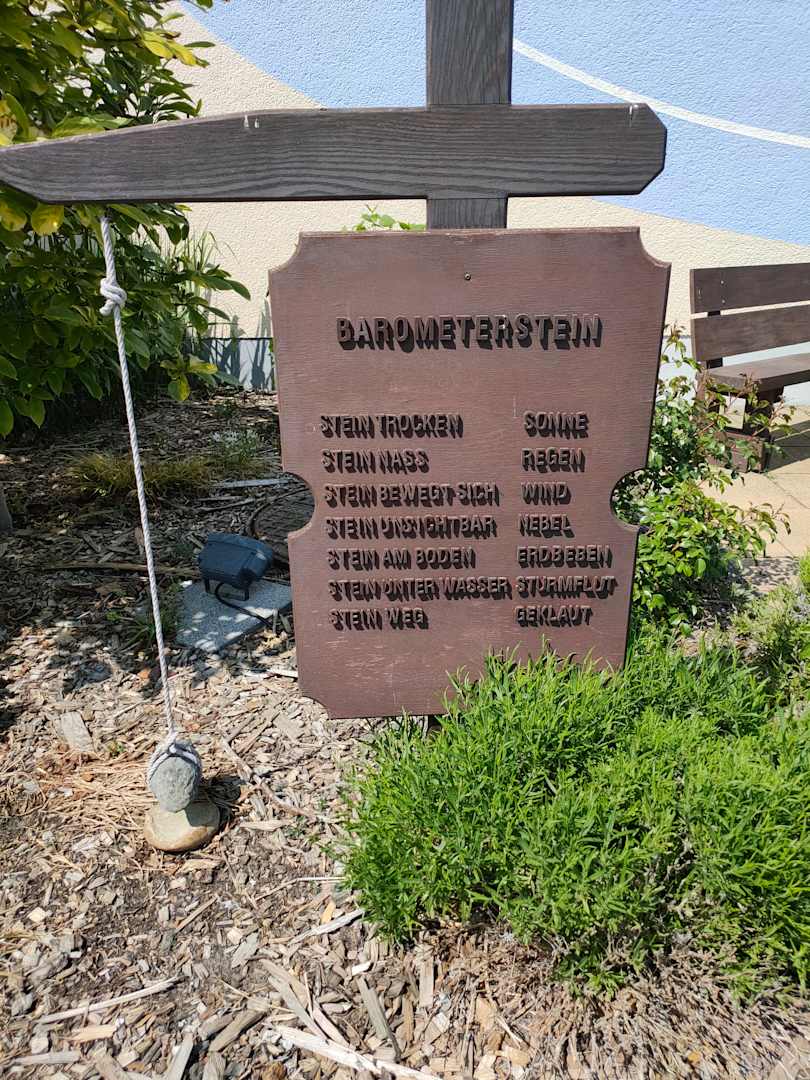 BAROMETERSTEIN
STEIN TROCKEN SONNE
STEIN NASS REGEN
STEIN BEWEGT SICH WIND
STEIN UNSICHTBAR NEBEL
STEIN AM BODEN ERDBEBEN
STEIN UNTER WASSER STURMFLUT
STEIN WEG GEKLAUT